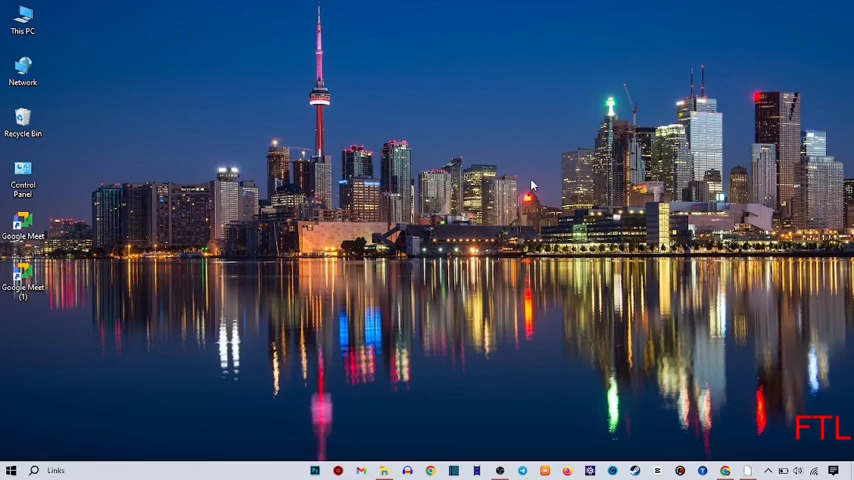 This PC
Network
Recycle Bin
Control
Panel
Google Meet
Google Meet
(1)
FTL
Links